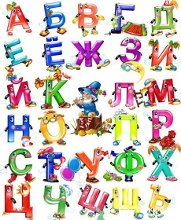 А Б В Г Д
Е Ё Ж З И
Й К Л М
Н О П Р
С Т У Ф Х
Ц Ч Ш Щ